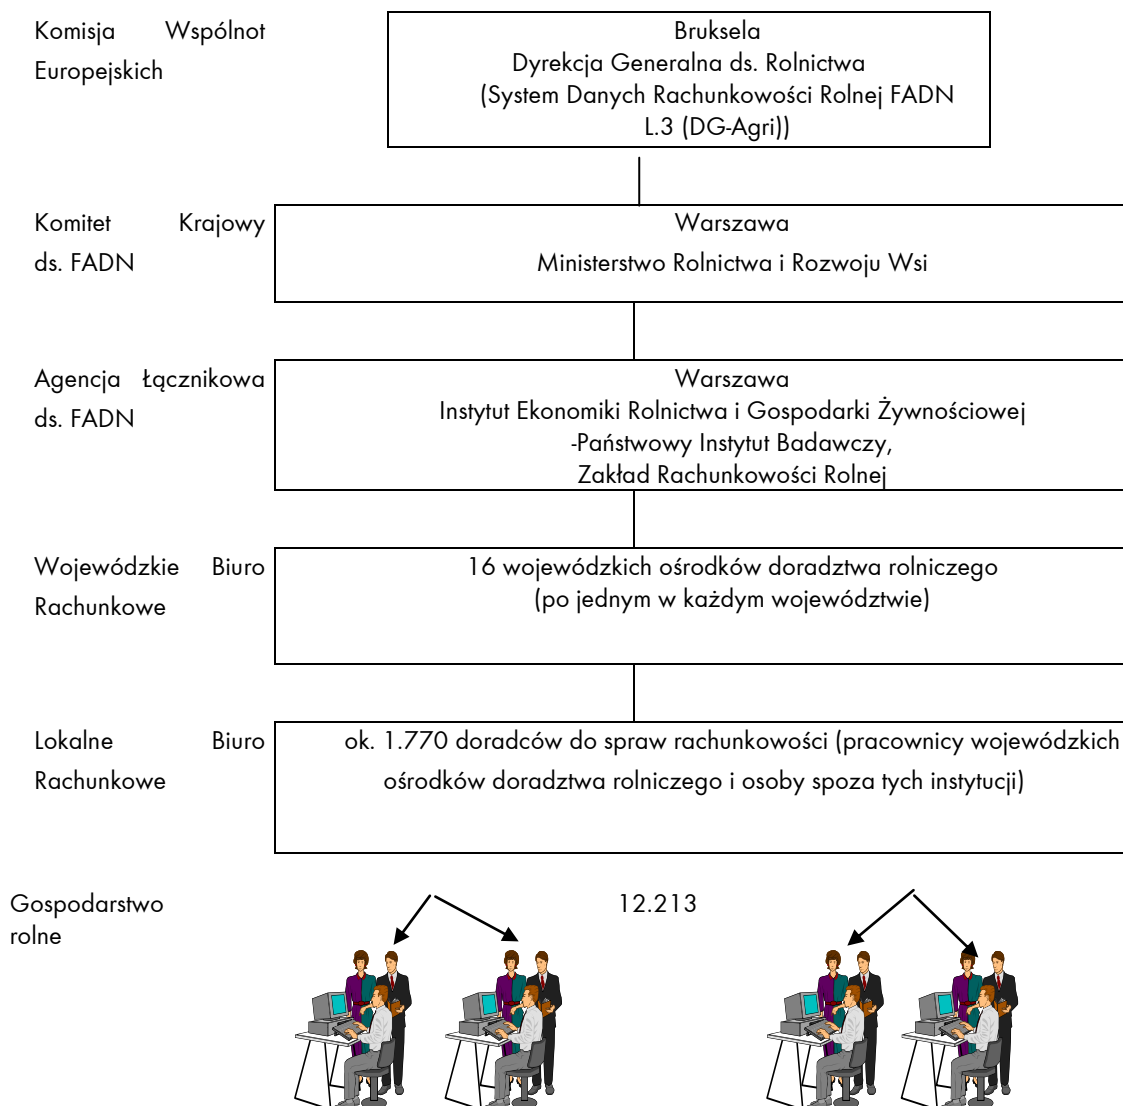 Komisja Wspólnot
Europejskich
Bruksela
Dyrekcja Generalna ds. Rolnictwa
(System Danych Rachunkowości Rolnej FADN
L.3 (DG-Agri))
Komitet Krajowy
ds. FADN
Warszawa
Ministerstwo Rolnictwa i Rozwoju Wsi
Agencja Łącznikowa
ds. FADN
Warszawa
Instytut Ekonomiki Rolnictwa i Gospodarki Żywnościowej
-Państwowy Instytut Badawczy,
Zakład Rachunkowości Rolnej
Wojewódzkie Biuro
Rachunkowe
16 wojewódzkich ośrodków doradztwa rolniczego
(po jednym w każdym województwie)
Lokalne Biuro
Rachunkowe
ok. 1.770 doradców do spraw rachunkowości (pracownicy wojewódzkich
ośrodków doradztwa rolniczego i osoby spoza tych instytucji)
Gospodarstwo
rolne
12.213